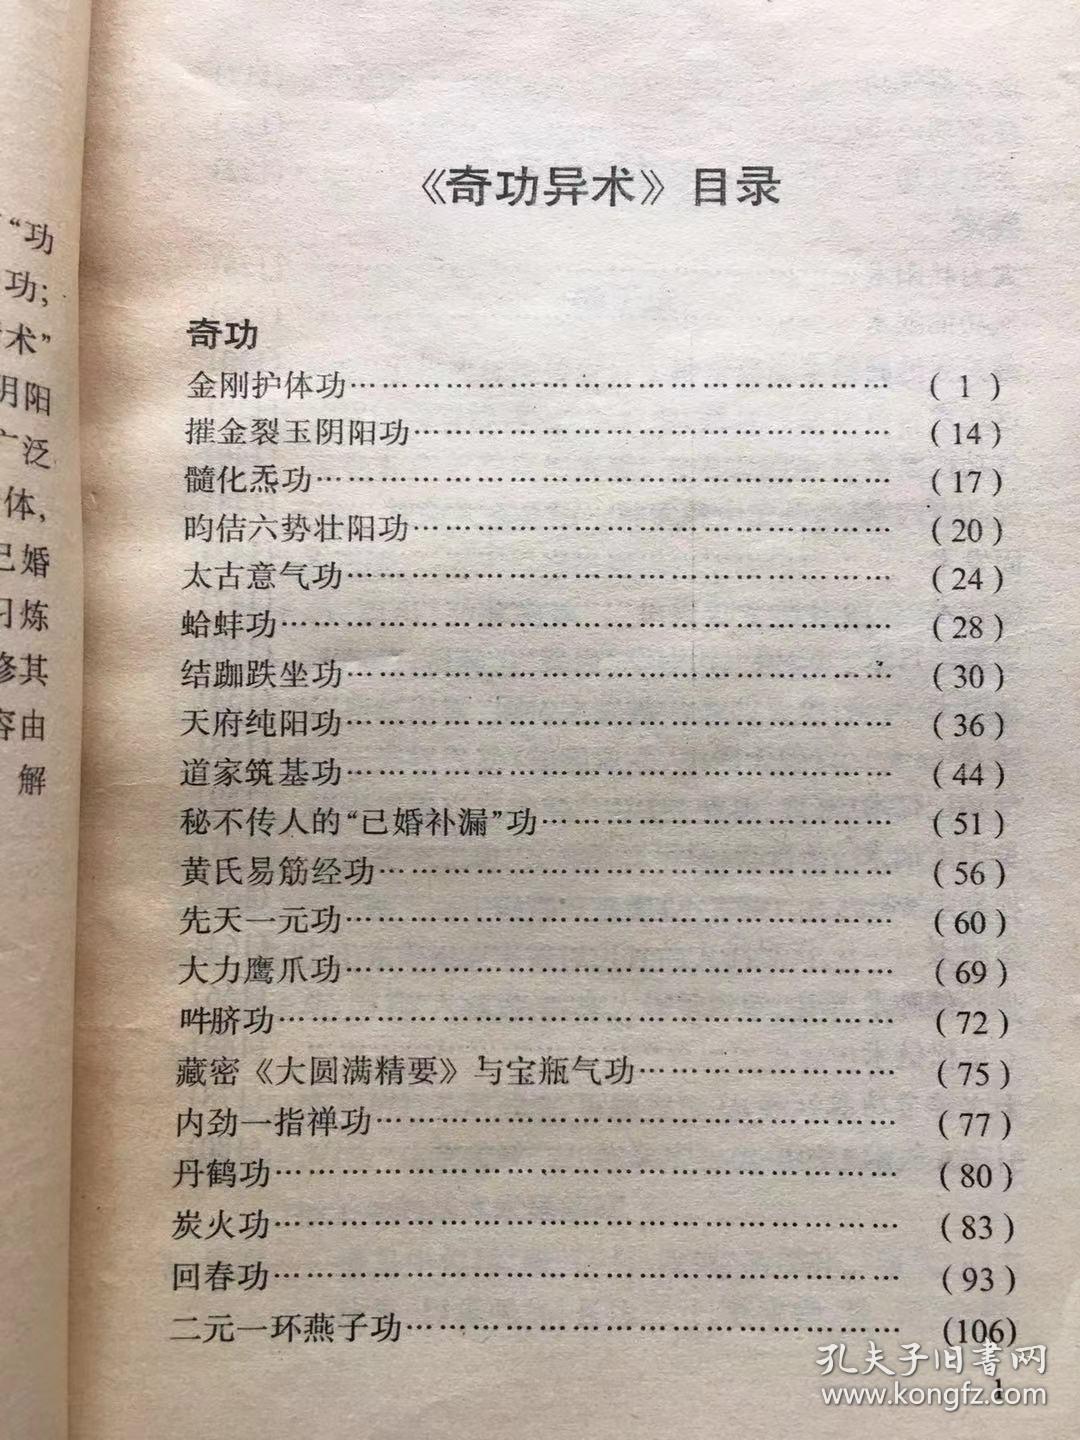 “功
功;
术”
阴阳
广泛
体,
已婚
习炼
修其
容由
解
《奇功异术》目录
奇功
金刚护体功…………………………………………… ( 1 )
摧金裂玉阴阳功……………………………………… (14)
髓化炁功……………………………………………… (17)
昀佶六势壮阳功……………………………………… (20)
太古意气功…………………………………………… (24)
蛤蚌功………………………………………………… (28)
结跏趺坐功…………………………………………… (30)
天府纯阳功…………………………………………… (36)
道家筑基功…………………………………………… (44)
秘不传人的“已婚补漏”功…………………………… (51)
黄氏易筋经功………………………………………… (56)
先天一元功…………………………………………… (60)
大力鹰爪功…………………………………………… (69)
吽脐功………………………………………………… (72)
藏密《大圆满精要》与宝瓶气功…………………… (75)
内劲一指禅功………………………………………… (77)
丹鹤功………………………………………………… (80)
炭火功………………………………………………… (83)
回春功………………………………………………… (93)
二元一环燕子功……………………………………… (106)
1
孔夫子旧书网
www.kongfz.com